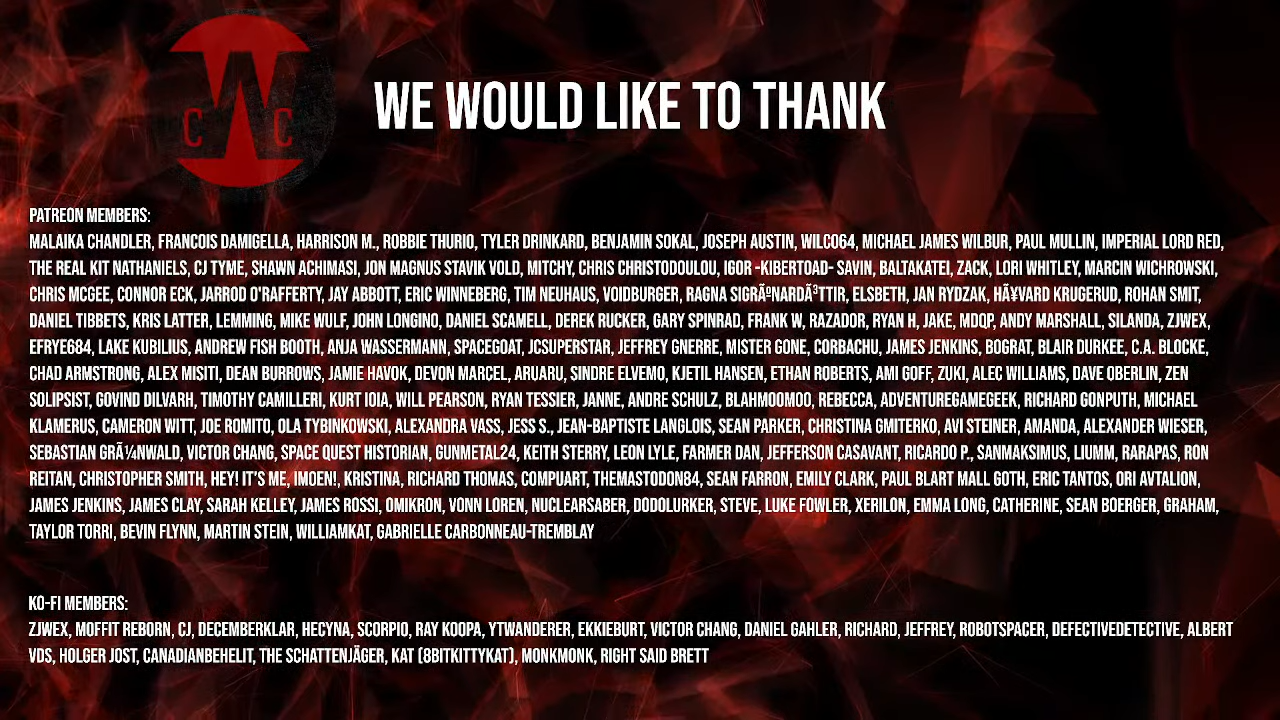 W
C C
WE WOULD LIKE TO THANK
PATREON MEMBERS:
MALAIKA CHANDLER, FRANCOIS DAMIGELLA, HARRISON M., ROBBIE THURIO, TYLER DRINKARD, BENJAMIN SOKAL, JOSEPH AUSTIN, WILCO64, MICHAEL JAMES WILBUR, PAUL MULLIN, IMPERIAL LORD RED,
THE REAL KIT NATHANIELS, CJ TYME, SHAWN ACHIMASI, JON MAGNUS STAVIK VOLD, MITCHY, CHRIS CHRISTODOULOU, IGOR -KIBERTOAD- SAVIN, BALTAKATEI, ZACK, LORI WHITLEY, MARCIN WICHROWSKI,
CHRIS MCGEE, CONNOR ECK, JARROD O'RAFFERTY, JAY ABBOTT, ERIC WINNEBERG, TIM NEUHAUS, VOIDBURGER, RAGNA SIGRÃºNARDÃ³TTIR, ELSBETH, JAN RYDZAK, HÃ¥VARD KRUGERUD, ROHAN SMIT,
DANIEL TIBBETS, KRIS LATTER, LEMMING, MIKE WULF, JOHN LONGINO, DANIEL SCAMELL, DEREK RUCKER, GARY SPINRAD, FRANK W, RAZADOR, RYAN H, JAKE, MDQP, ANDY MARSHALL, SILANDA, ZJWEX,
EFRYE684, LAKE KUBILIUS, ANDREW FISH BOOTH, ANJA WASSERMANN, SPACEGOAT, JCSUPERSTAR, JEFFREY GNERRE, MISTER GONE, CORBACHU, JAMES JENKINS, BOGRAT, BLAIR DURKEE, C.A. BLOCKE,
CHAD ARMSTRONG, ALEX MISITI, DEAN BURROWS, JAMIE HAVOK, DEVON MARCEL, ARUARU, SINDRE ELVEMO, KJETIL HANSEN, ETHAN ROBERTS, AMI GOFF, ZUKI, ALEC WILLIAMS, DAVE OBERLIN, ZEN
SOLIPSIST, GOVIND DILVARH, TIMOTHY CAMILLERI, KURT IOIA, WILL PEARSON, RYAN TESSIER, JANNE, ANDRE SCHULZ, BLAHMOOMOO, REBECCA, ADVENTUREGAMEGEEK, RICHARD GONPUTH, MICHAEL
KLAMERUS, CAMERON WITT, JOE ROMITO, OLA TYBINKOWSKI, ALEXANDRA VASS, JESS S., JEAN-BAPTISTE LANGLOIS, SEAN PARKER, CHRISTINA GMITERKO, AVI STEINER, AMANDA, ALEXANDER WIESER,
SEBASTIAN GRÃ¼NWALD, VICTOR CHANG, SPACE QUEST HISTORIAN, GUNMETAL24, KEITH STERRY, LEON LYLE, FARMER DAN, JEFFERSON CASAVANT, RICARDO P., SANMAKSIMUS, LIUMM, RARAPAS, RON
REITAN, CHRISTOPHER SMITH, HEY! IT'S ME, IMOEN!, KRISTINA, RICHARD THOMAS, COMPUART, THEMASTODON84, SEAN FARRON, EMILY CLARK, PAUL BLART MALL GOTH, ERIC TANTOS, ORI AVTALION,
JAMES JENKINS, JAMES CLAY, SARAH KELLEY, JAMES ROSSI, OMIKRON, VONN LOREN, NUCLEARSABER, DODOLURKER, STEVE, LUKE FOWLER, XERILON, EMMA LONG, CATHERINE, SEAN BOERGER, GRAHAM,
TAYLOR TORRI, BEVIN FLYNN, MARTIN STEIN, WILLIAMKAT, GABRIELLE CARBONNEAU-TREMBLAY
KO-FI MEMBERS:
ZJWEX, MOFFIT REBORN, CJ, DECEMBERKLAR, HECYNA, SCORPIO, RAY KOOPA, YTWANDERER, EKKIEBURT, VICTOR CHANG, DANIEL GAHLER, RICHARD, JEFFREY, ROBOTSPACER, DEFECTIVEDETECTIVE, ALBERT
VDS, HOLGER JOST, CANADIANBEHELIT, THE SCHATTENJÄGER, KAT (8BITKITTYKAT), MONKMONK, RIGHT SAID BRETT